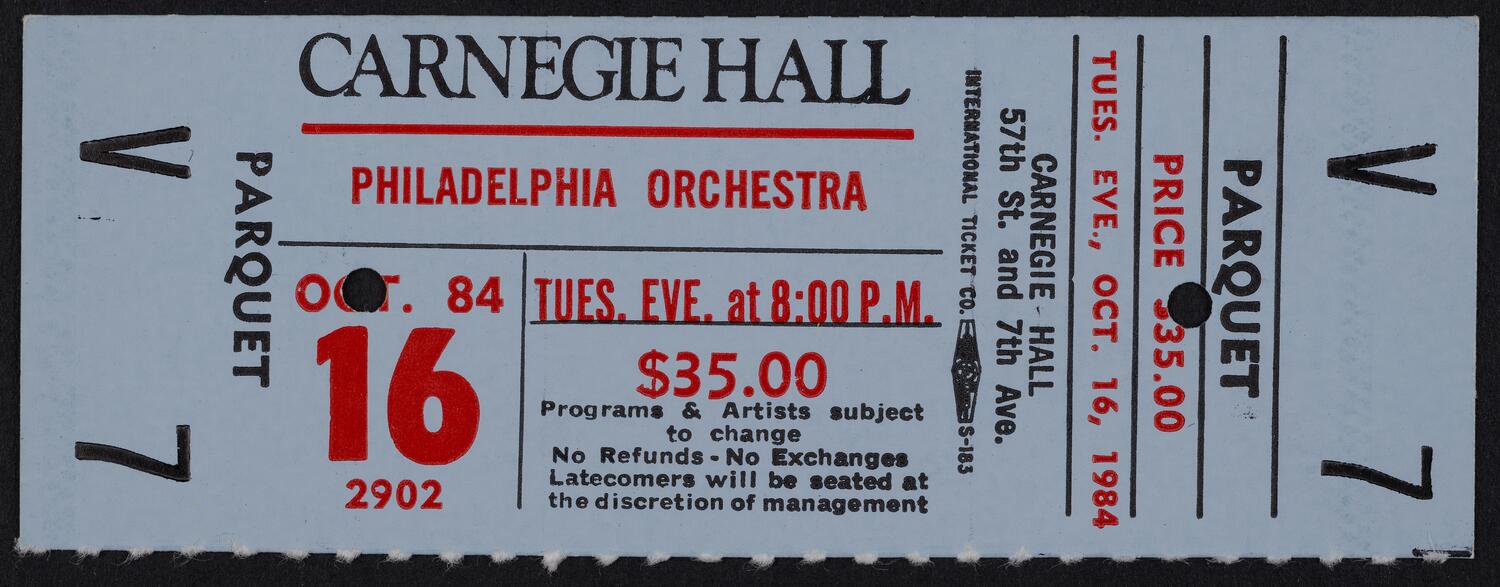 V 7
PARQUET
CARNEGIE HALL
PHILADELPHIA ORCHESTRA
OCT. 84
16
2902
TUES. EVE. at 8:00 P.M.
$35.00
Programs & Artists subject
to change
No Refunds - No Exchanges
Latecomers will be seated at
the discretion of management
INTERNATIONAL TICKET CO. S-183
CARNEGIE HALL
57th St. and 7th Ave.
TUES. EVE., OCT. 16, 1984
PRICE $35.00
PARQUET
V 7